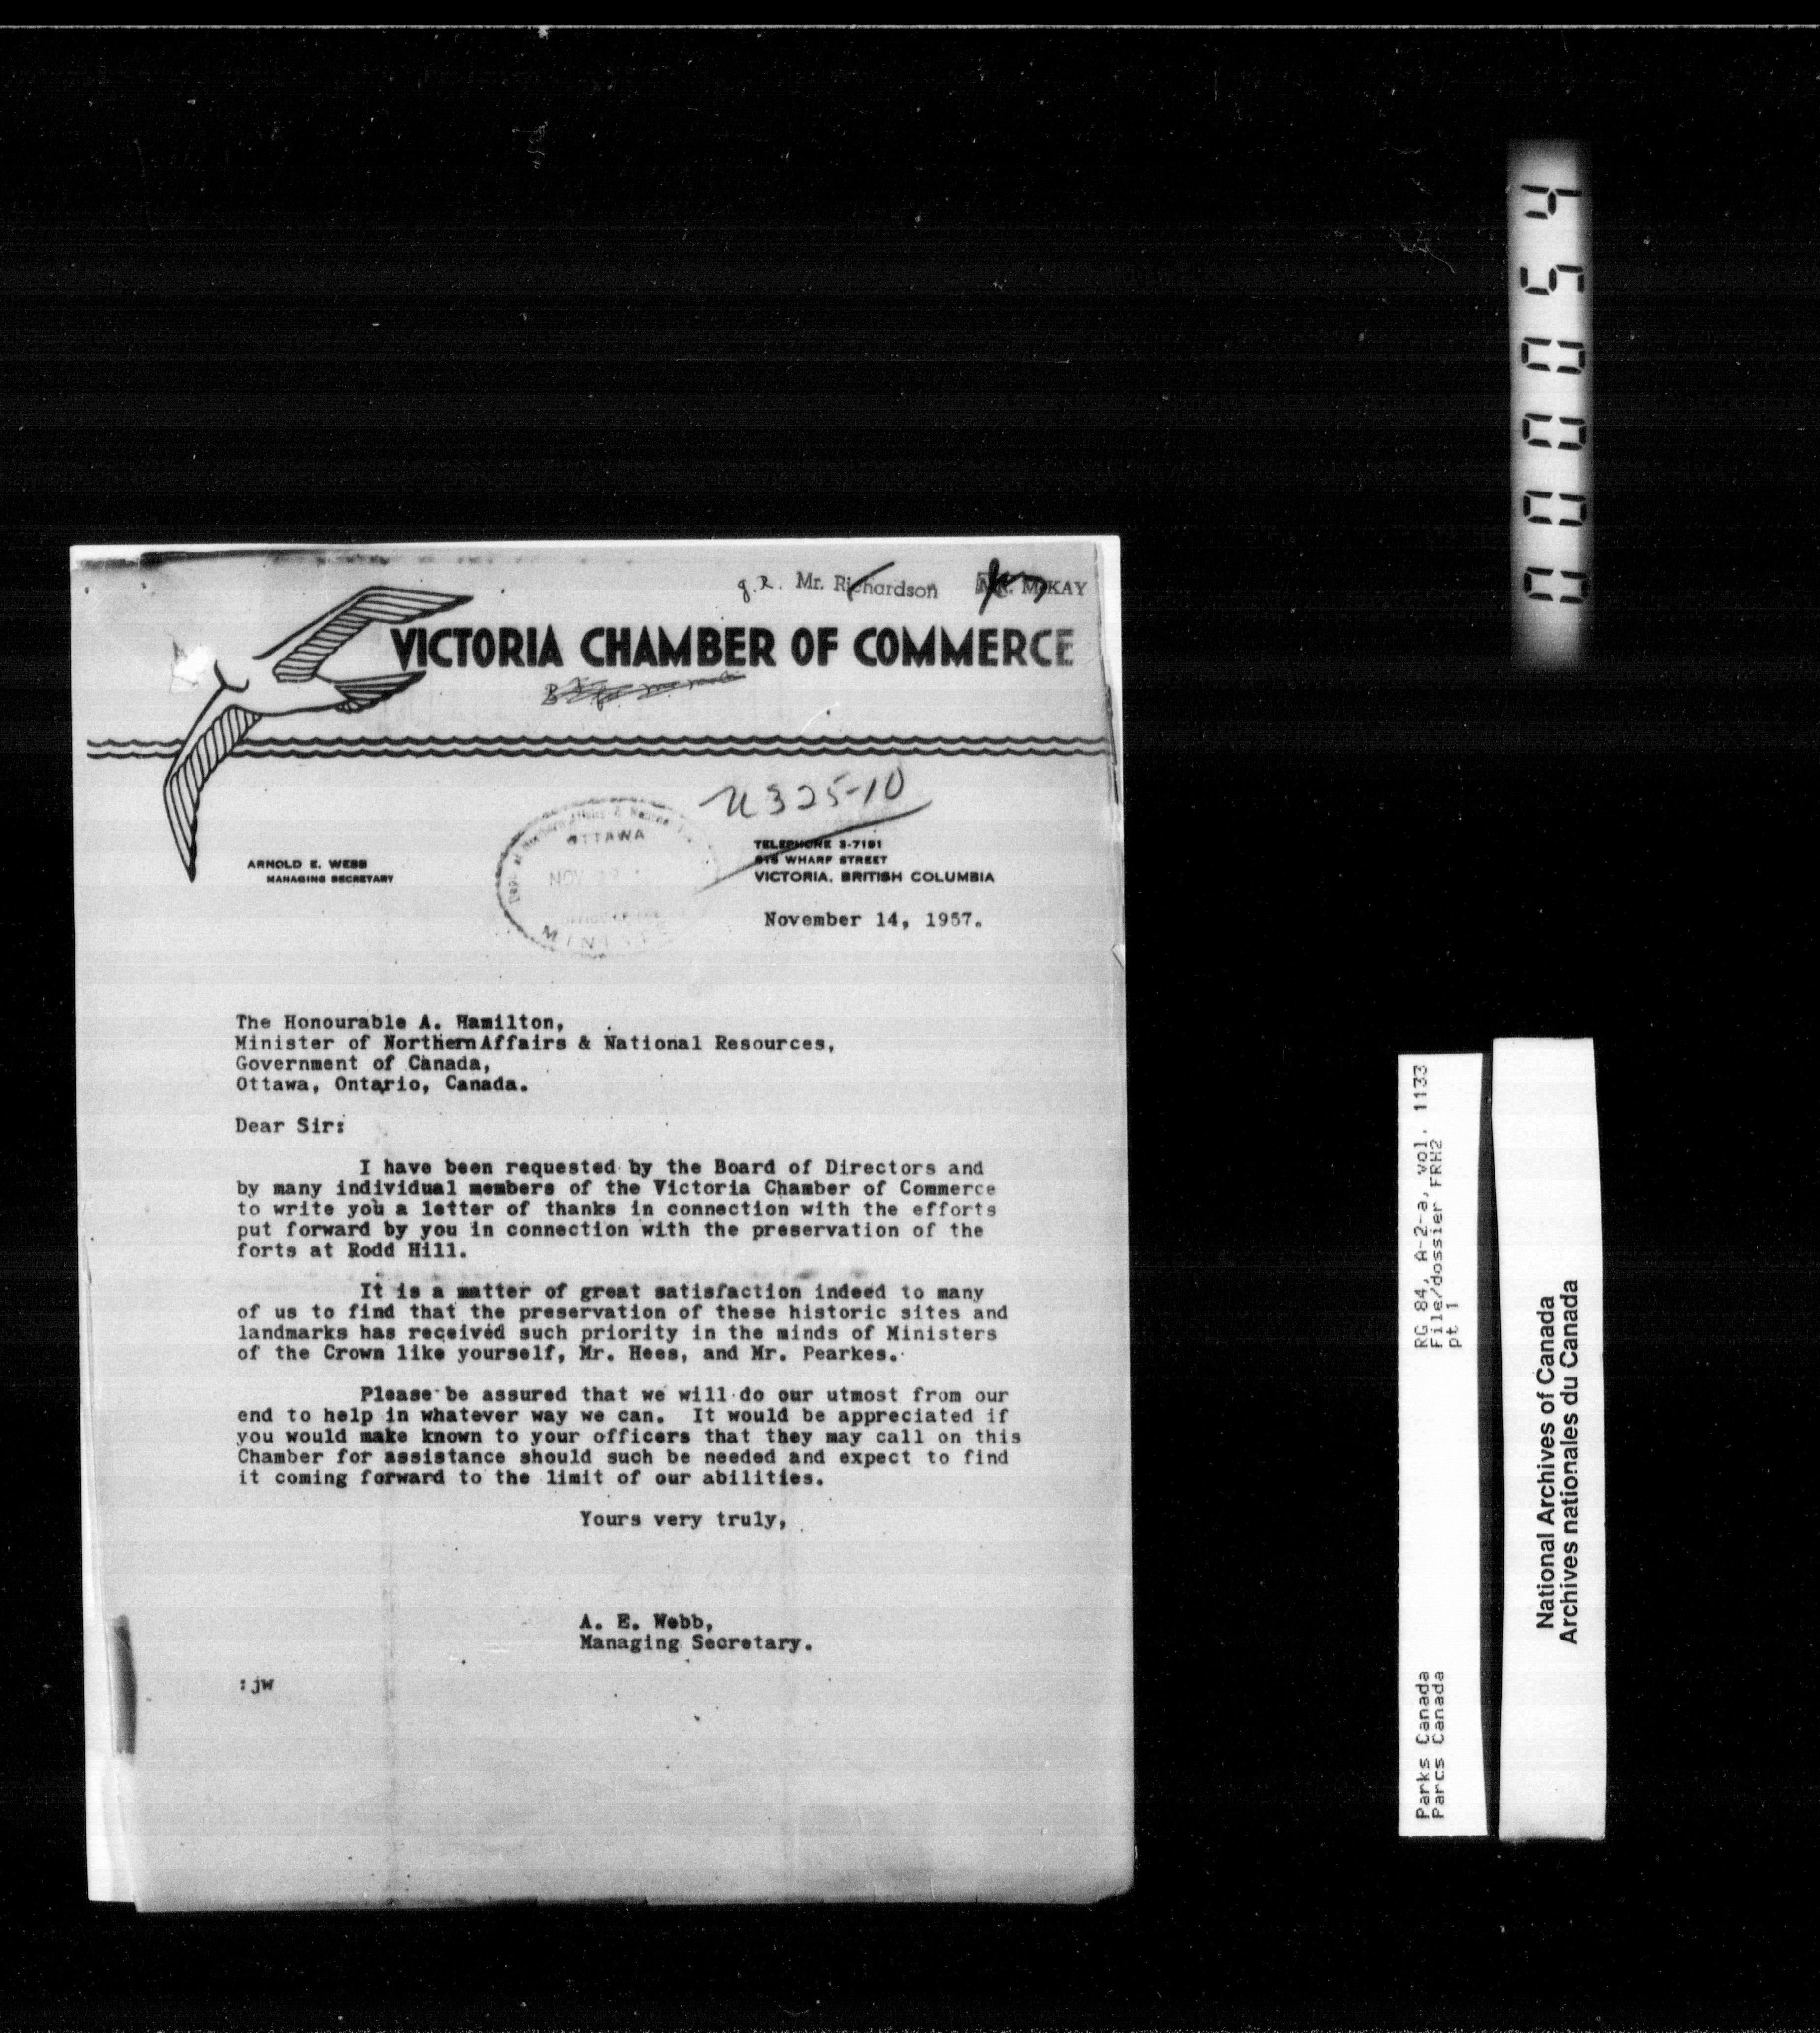 g.R. Mr. Richardson MR. McKAY
VICTORIA CHAMBER OF COMMERCE
325-10
OTTAWA
NOV
MINISTE
ARNOLD E. WEBB
MANAGING SECRETARY
TELEPHONE 3-7191
WHARF STREET
VICTORIA, BRITISH COLUMBIA
November 14, 1957.
The Honourable A. Hamilton,
Minister of Northern Affairs & National Resources,
Government of Canada,
Ottawa, Ontario, Canada.
Dear Sir:
I have been requested by the Board of Directors and
by many individual members of the Victoria Chamber of Commerce
to write you a letter of thanks in connection with the efforts
put forward by you in connection with the preservation of the
forts at Rodd Hill.
It is a matter of great satisfaction indeed to many
of us to find that the preservation of these historic sites and
landmarks has received such priority in the minds of Ministers
of the Crown like yourself, Mr. Hees, and Mr. Pearkes.
Please be assured that we will do our utmost from our
end to help in whatever way we can. It would be appreciated if
you would make known to your officers that they may call on this
Chamber for assistance should such be needed and expect to find
it coming forward to the limit of our abilities.
Yours very truly,
A. E. Webb,
Managing Secretary.
:jw
000054
Parks Canada RG 84, A-2-a, vol. 1133
Parcs Canada File/dossier FRH2
pt 1
National Archives of Canada
Archives nationales du Canada